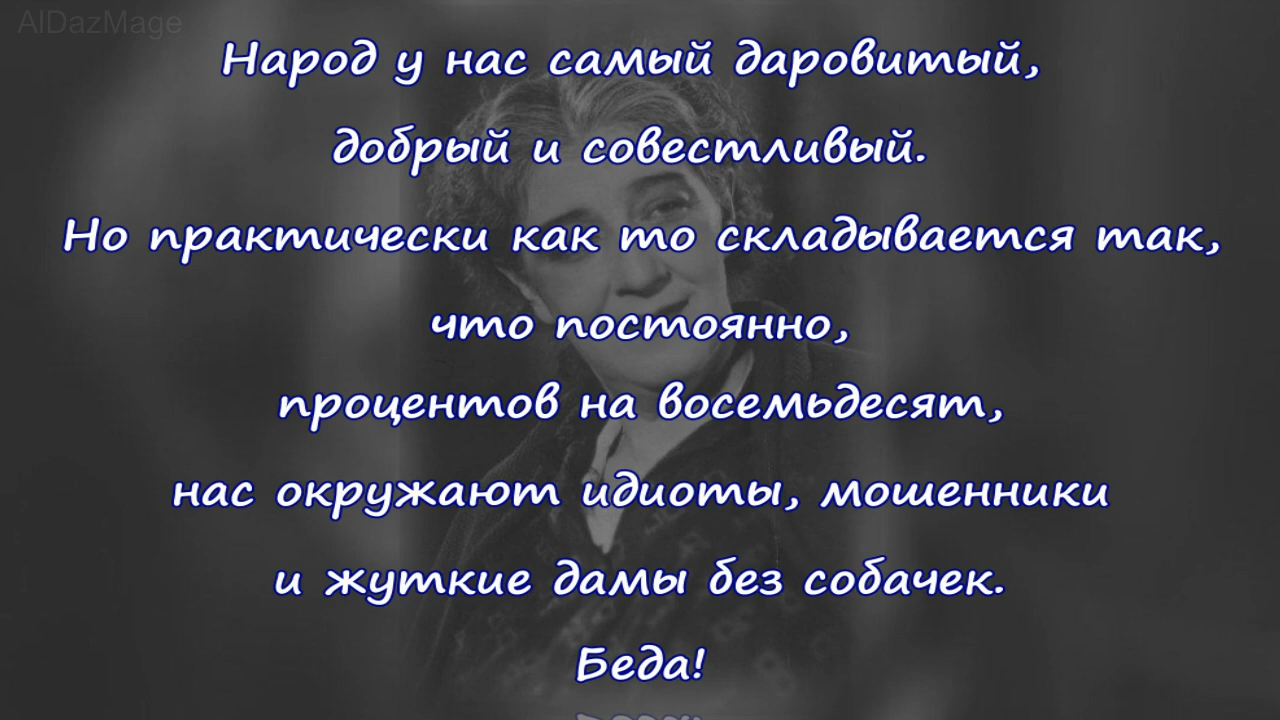 AlDazMage
Народ у нас самый даровитый,
добрый и совестливый.
Но практически как то складывается так,
что постоянно,
процентов на восемьдесят,
нас окружают идиоты, мошенники
и жуткие дамы без собачек.
Беда!